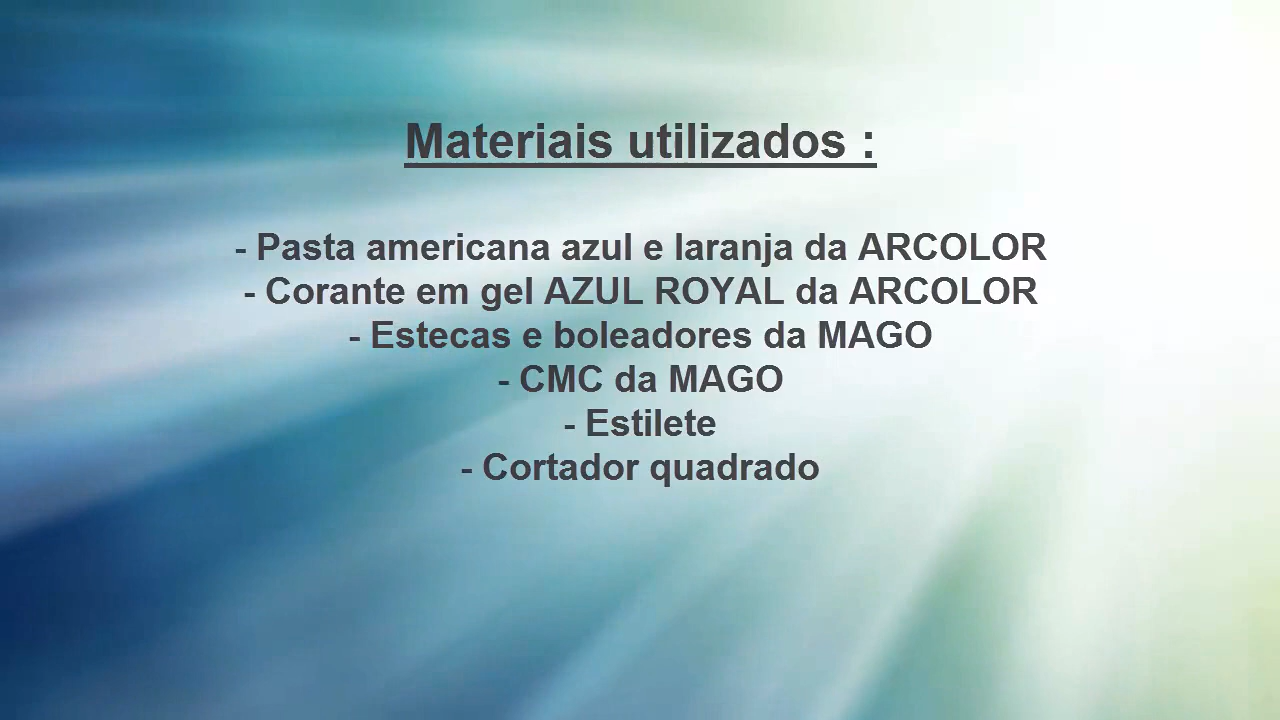 Materiais utilizados :
- Pasta americana azul e laranja da ARCOLOR
- Corante em gel AZUL ROYAL da ARCOLOR
- Estecas e boleadores da MAGO
- CMC da MAGO
- Estilete
- Cortador quadrado